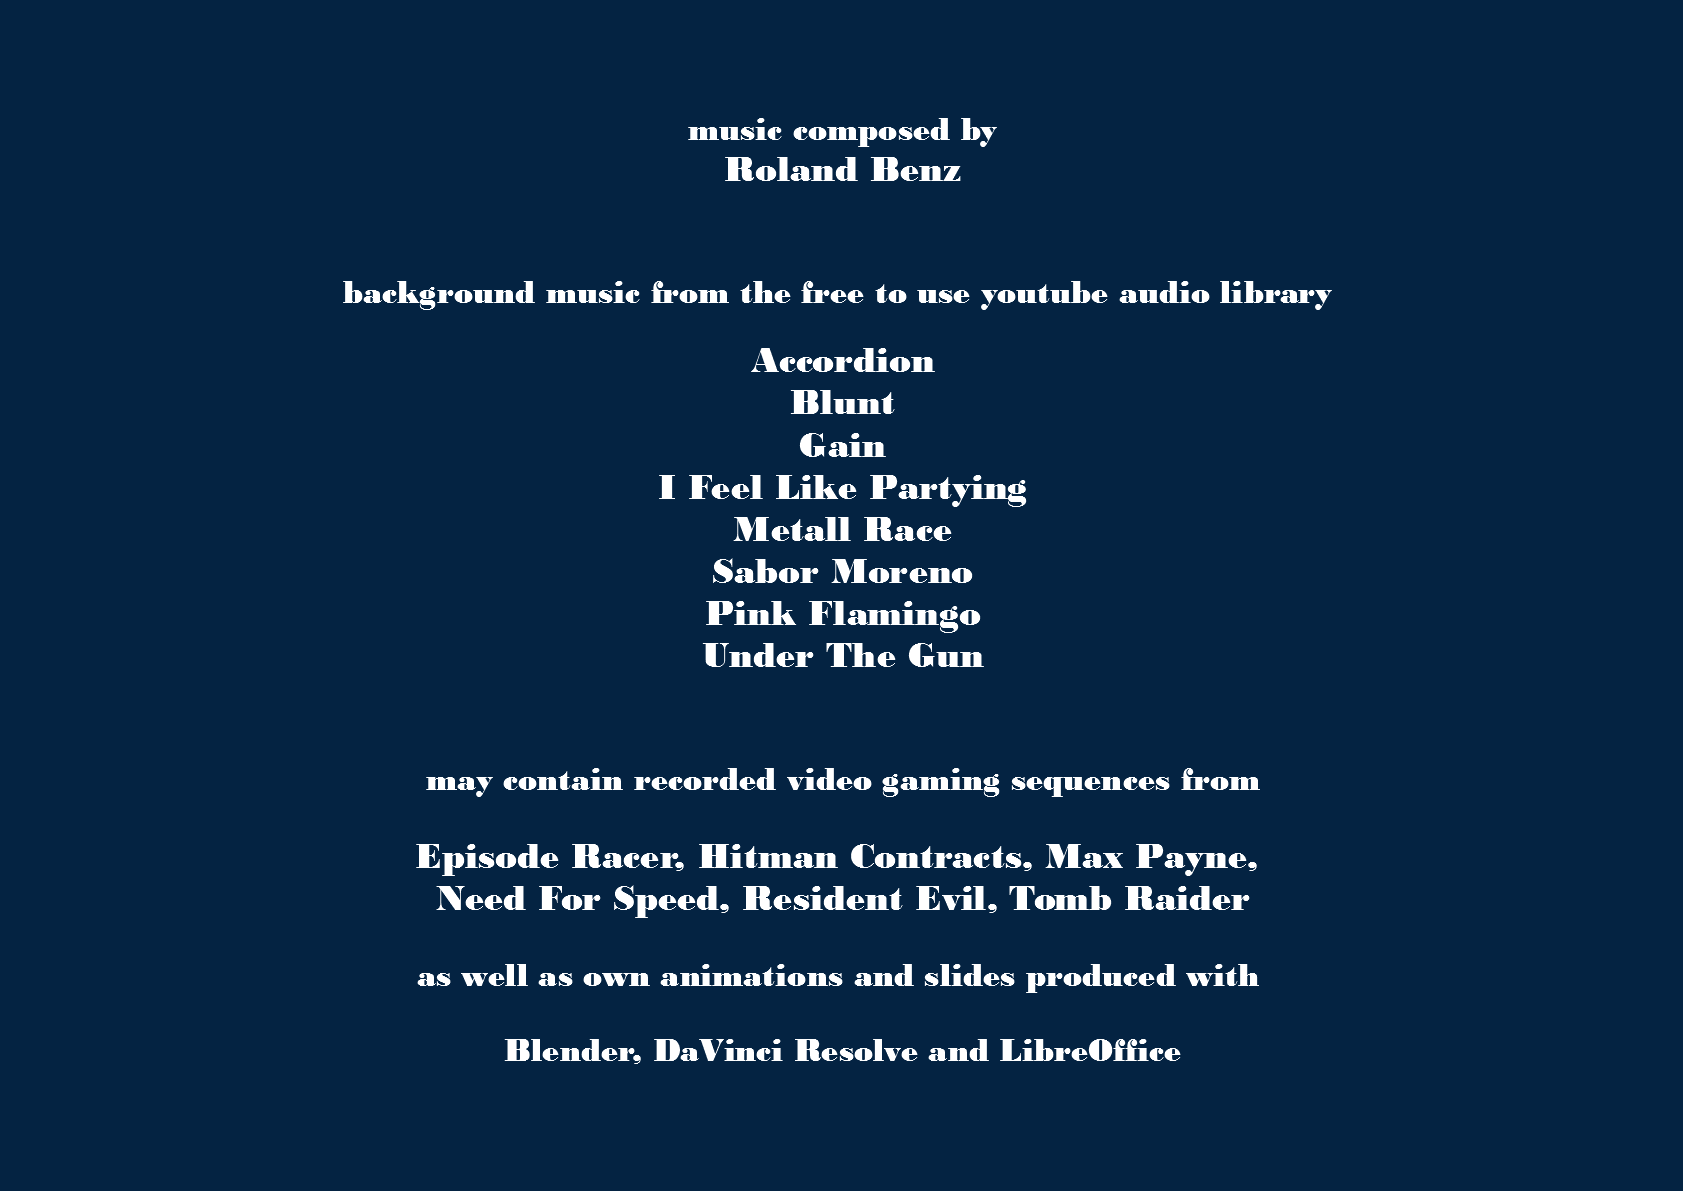 music composed by
Roland Benz
background music from the free to use youtube audio library
Accordion
Blunt
Gain
I Feel Like Partying
Metall Race
Sabor Moreno
Pink Flamingo
Under The Gun
may contain recorded video gaming sequences from
Episode Racer, Hitman Contracts, Max Payne,
Need For Speed, Resident Evil, Tomb Raider
as well as own animations and slides produced with
Blender, DaVinci Resolve and LibreOffice